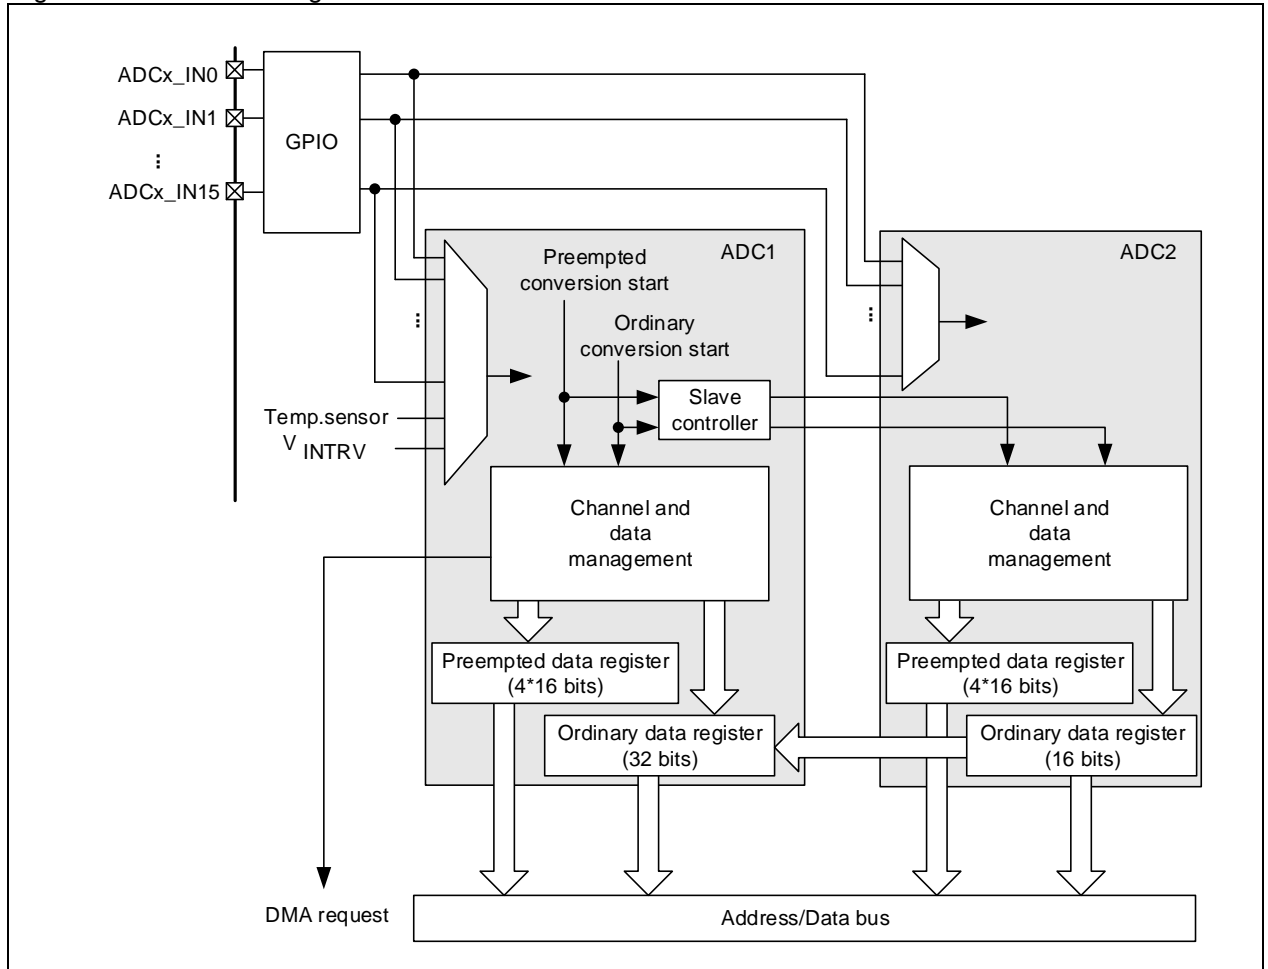 ADCx_IN0
ADCx_IN1
...
ADCx_IN15
GPIO
ADC1
Preempted
conversion start
Ordinary
conversion start
...
Slave
controller
Temp.sensor
V INTRV
Channel and
data
management
Preempted data register
(4*16 bits)
Ordinary data register
(32 bits)
ADC2
...
Channel and
data
management
Preempted data register
(4*16 bits)
Ordinary data register
(16 bits)
DMA request
Address/Data bus